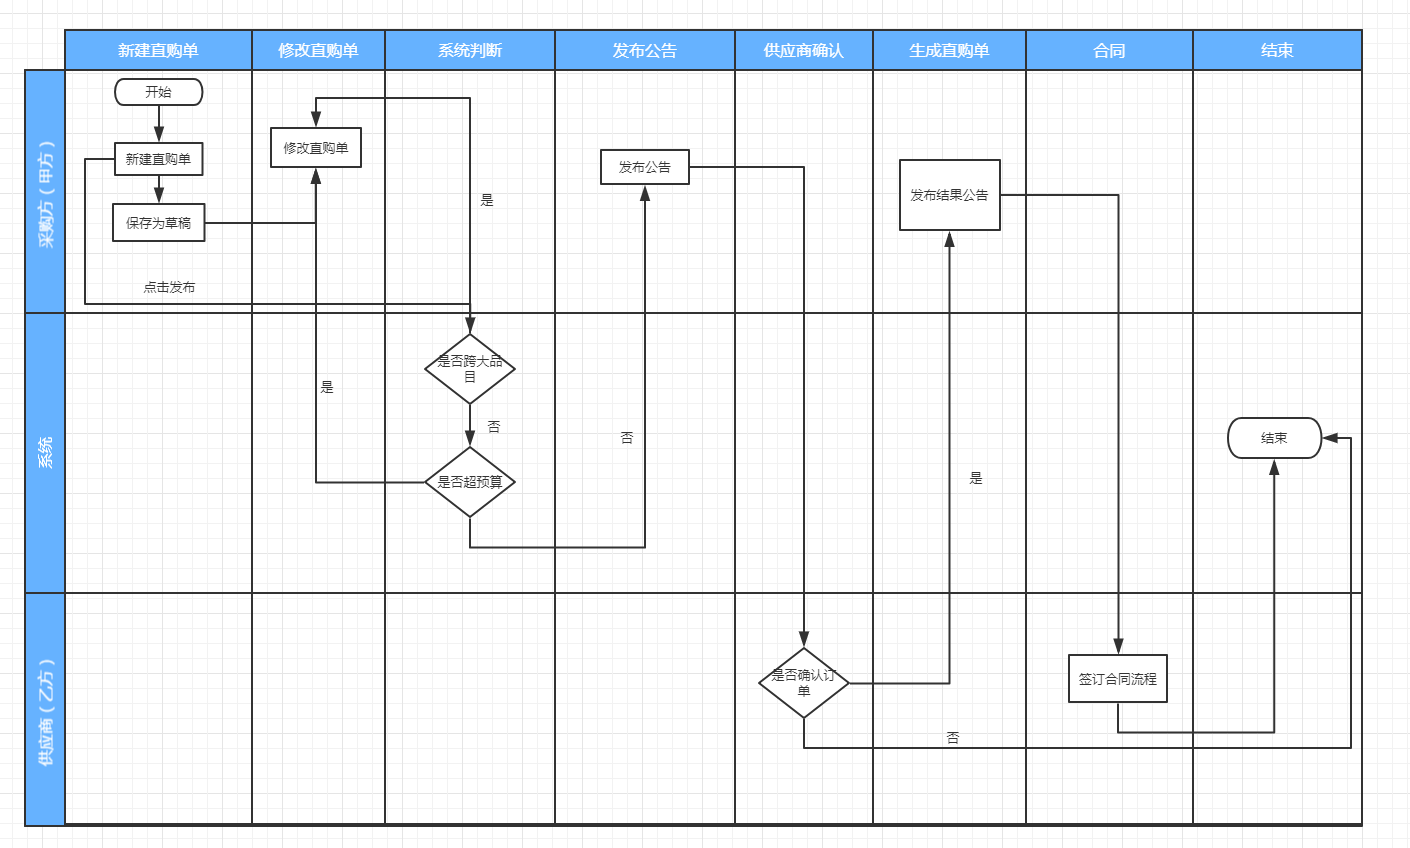 新建直购单
修改直购单
系统判断
发布公告
供应商确认
生成直购单
合同
结束
采购方（甲方）
开始
新建直购单
保存为草稿
点击发布
修改直购单
是
发布公告
发布结果公告
系统
是否跨大品
目
是
否
是否超预算
否
是
结束
供应商（乙方）
是否确认订
单
否
签订合同流程